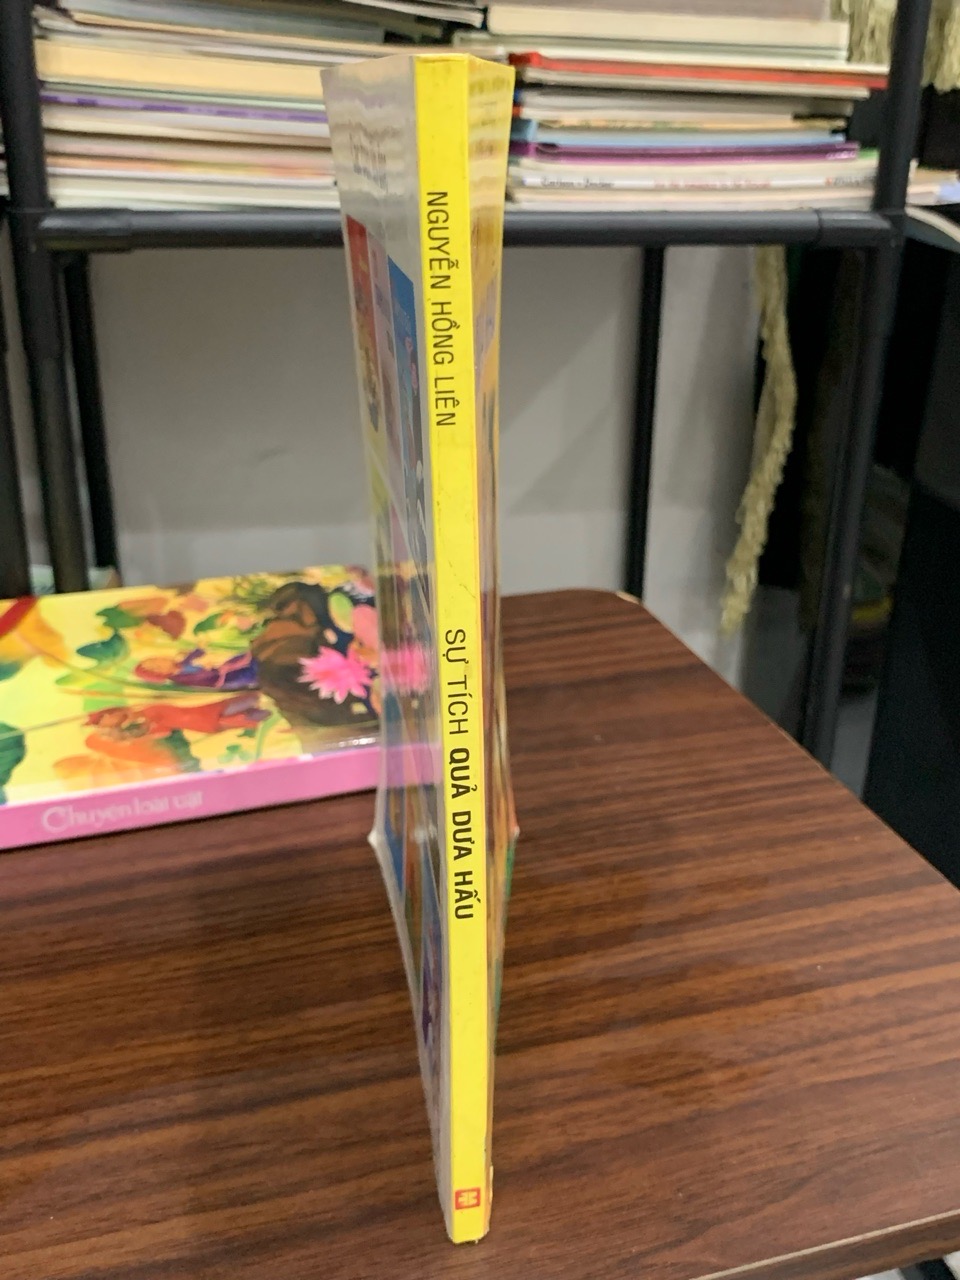 NGUYỄN HỒNG LIÊN
SỰ TÍCH QUẢ DƯA HẤU
Chuyện loài vật